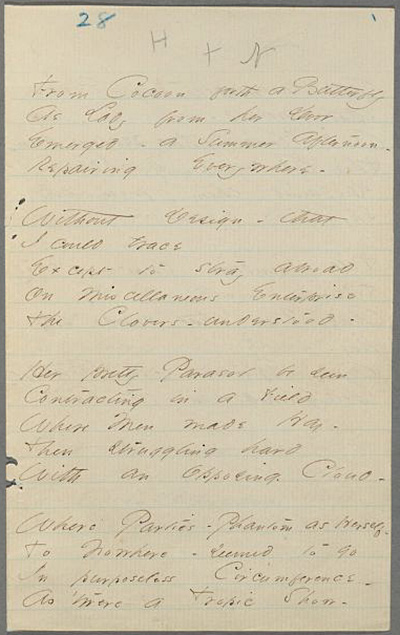 28
H + N
From Cocoon forth a Butterfly
As Lady from her Door
Emerged - a Summer Afternoon -
Repairing Everywhere -
Without Design - that
I could trace
Except to stray abroad
On miscellaneous Enterprise
The Clovers - understood -
Her pretty Parasol be seen
Contracting in a Field
Where Men made Hay -
Then struggling hard
With an opposing Cloud -
Where Parties - Phantom as Herself -
To Nowhere - seemed to go
In purposeless Circumference -
As 'twere a Tropic Show -